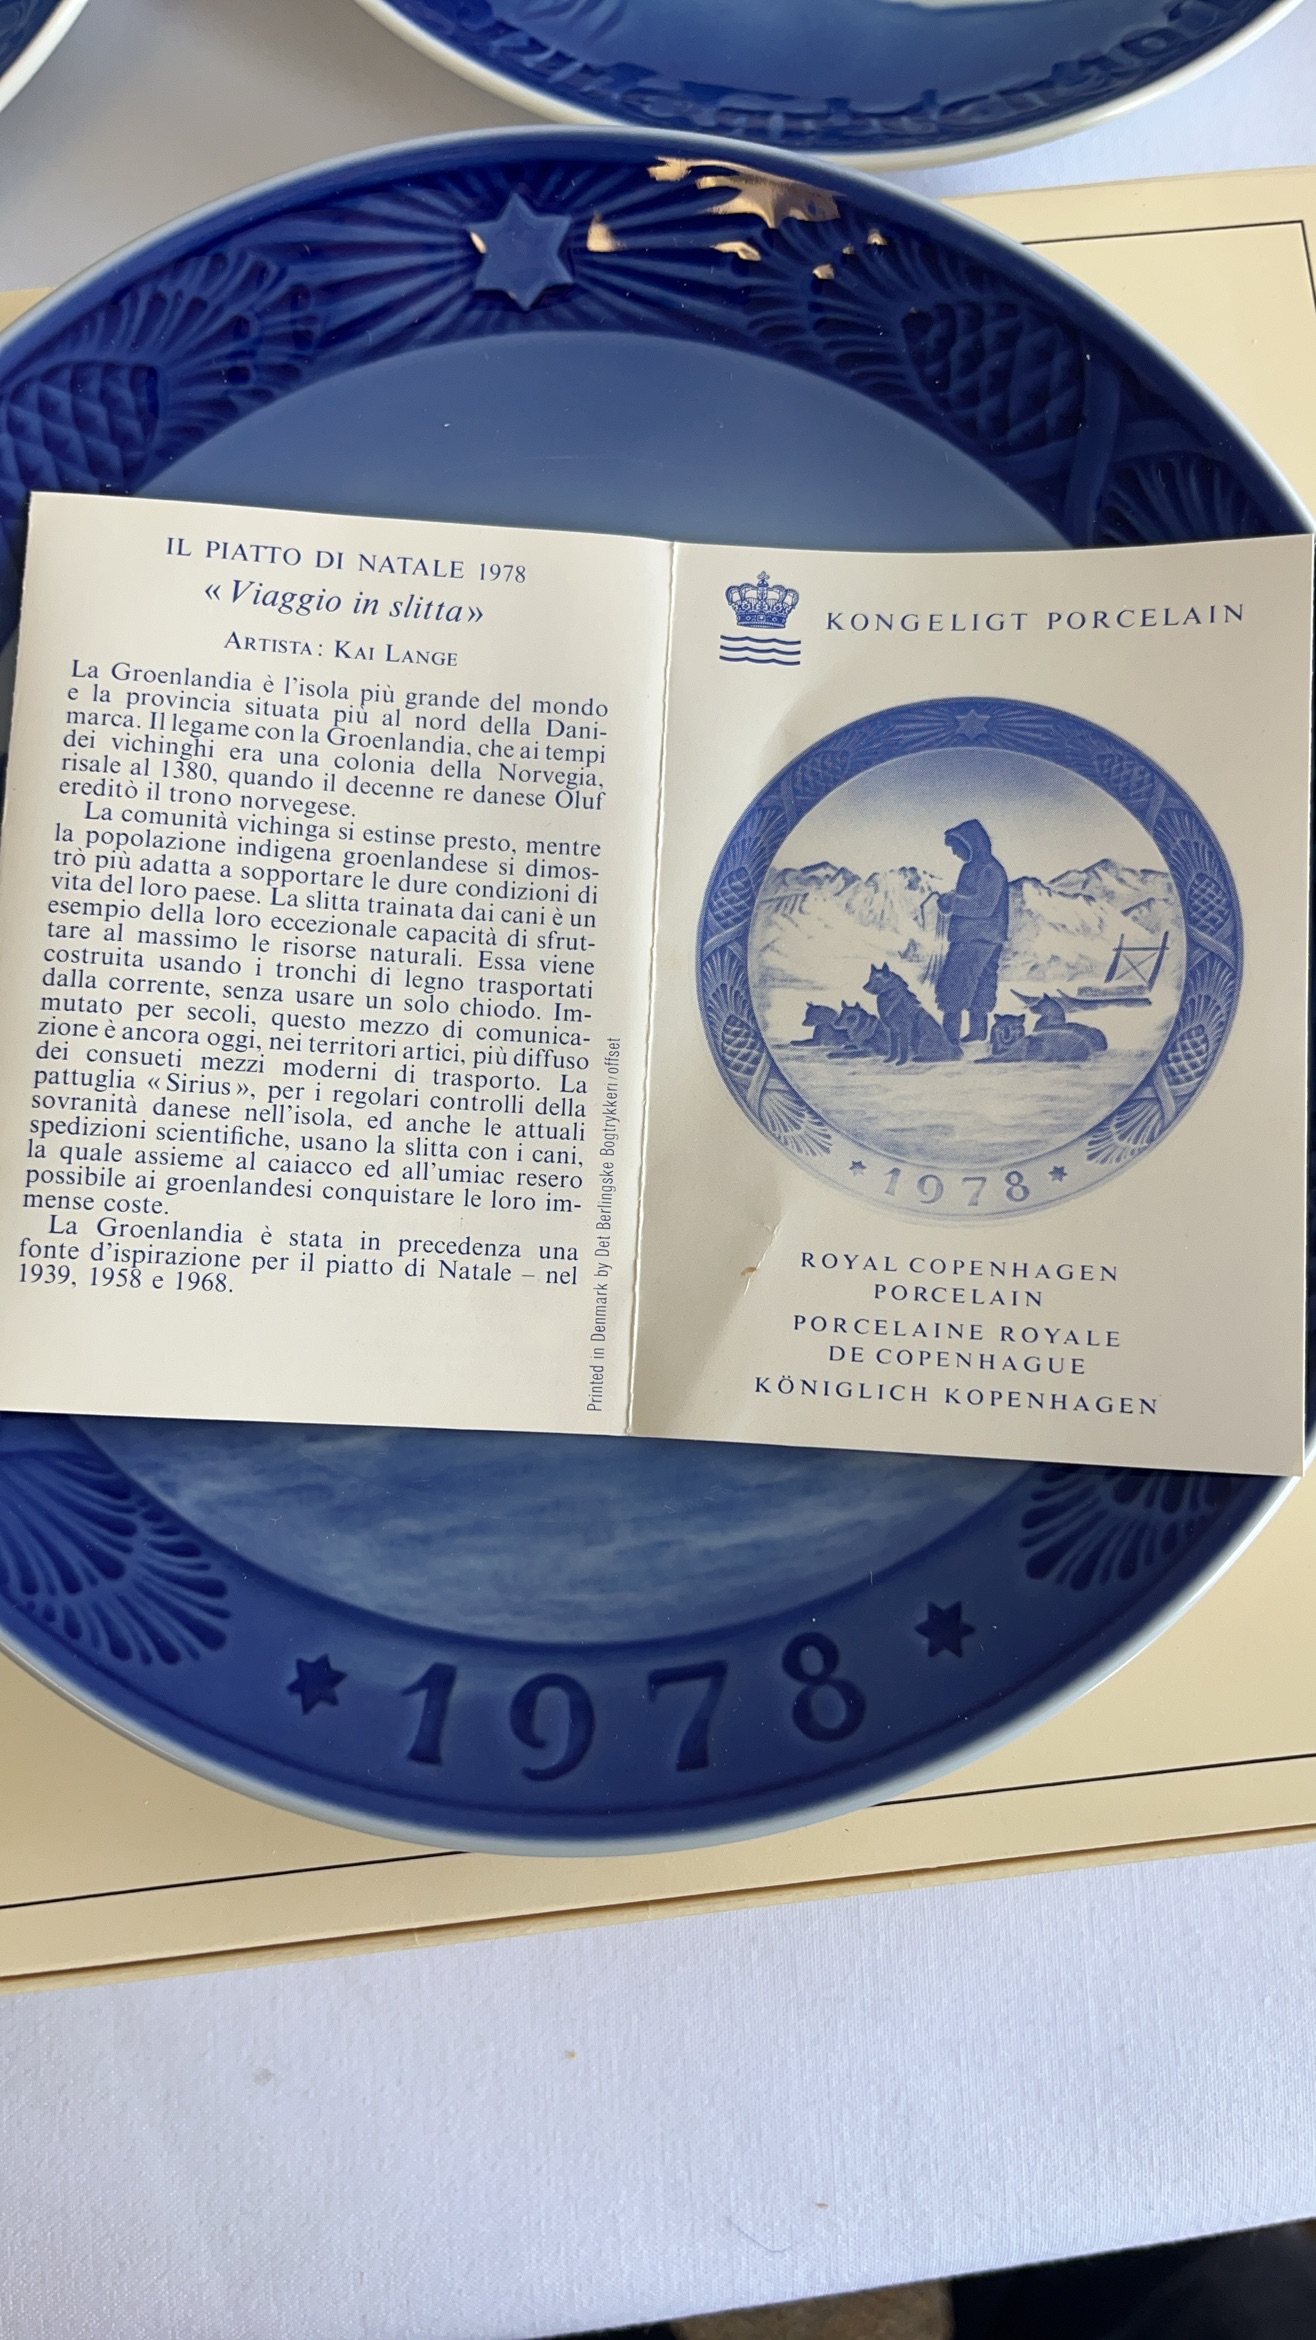 IL PIATTO DI NATALE 1978
« Viaggio in slitta»
ARTISTA: KAI LANGE
La Groenlandia è l'isola più grande del mondo
e la provincia situata più al nord della Dani-
marca. Il legame con la Groenlandia, che ai tempi
dei vichinghi era una colonia della Norvegia,
risale al 1380, quando il decenne re danese Oluf
ereditò il trono norvegese.
La comunità vichinga si estinse presto, mentre
la popolazione indigena groenlandese si dimos-
trò più adatta a sopportare le dure condizioni di
vita del loro paese. La slitta trainata dai cani è un
esempio della loro eccezionale capacità di sfrut-
tare al massimo le risorse naturali. Essa viene
costruita usando i tronchi di legno trasportati
dalla corrente, senza usare un solo chiodo. Im-
mutato per secoli, questo mezzo di comunica-
zione è ancora oggi, nei territori artici, più diffuso
dei consueti mezzi moderni di trasporto. La
pattuglia « Sirius », per i regolari controlli della
sovranità danese nell'isola, ed anche le attuali
spedizioni scientifiche, usano la slitta con i cani,
la quale assieme al caiacco ed all'umiac resero
possibile ai groenlandesi conquistare le loro im-
mense coste.
La Groenlandia è stata in precedenza una
fonte d'ispirazione per il piatto di Natale – nel
1939, 1958 e 1968.
Printed in Denmark by Det Berlingske Bogtrykkeri/offset
KONGELIGT PORCELAIN
1978
ROYAL COPENHAGEN
PORCELAIN
PORCELAINE ROYALE
DE COPENHAGUE
KÖNIGLICH KOPENHAGEN
1978